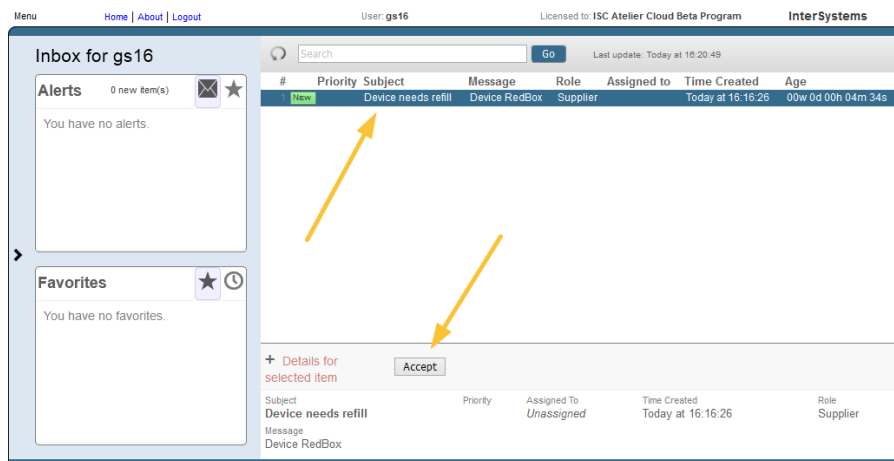 Menu Home | About | Logout User: gs16 Licensed to: ISC Atelier Cloud Beta Program InterSystems
Inbox for gs16
Search Go Last update: Today at 16:20:49
Alerts 0 new item(s)
You have no alerts.
# Priority Subject Message Role Assigned to Time Created Age
1 New Device needs refill Device RedBox Supplier Today at 16:16:26 00w 0d 00h 04m 34s
Favorites
You have no favorites.
+ Details for
selected item
Accept
Subject Priority Assigned To Time Created Role
Device needs refill Unassigned Today at 16:16:26 Supplier
Message
Device RedBox